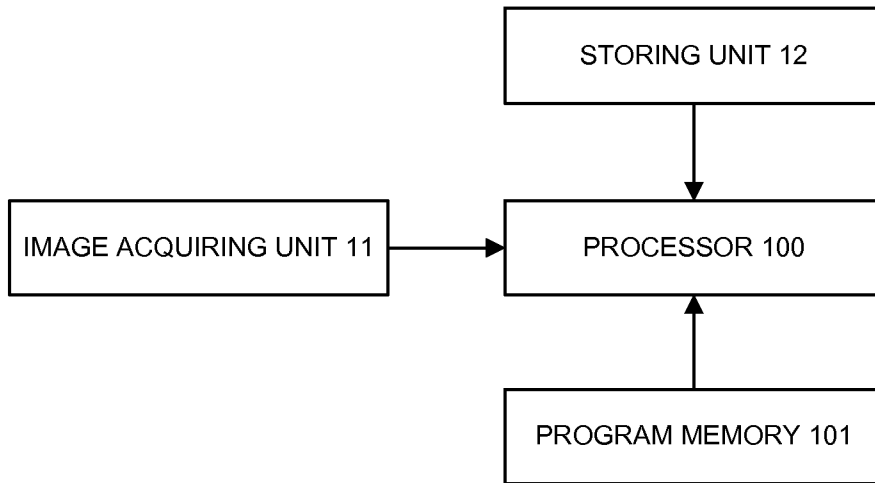 STORING UNIT 12
IMAGE ACQUIRING UNIT 11
PROCESSOR 100
PROGRAM MEMORY 101